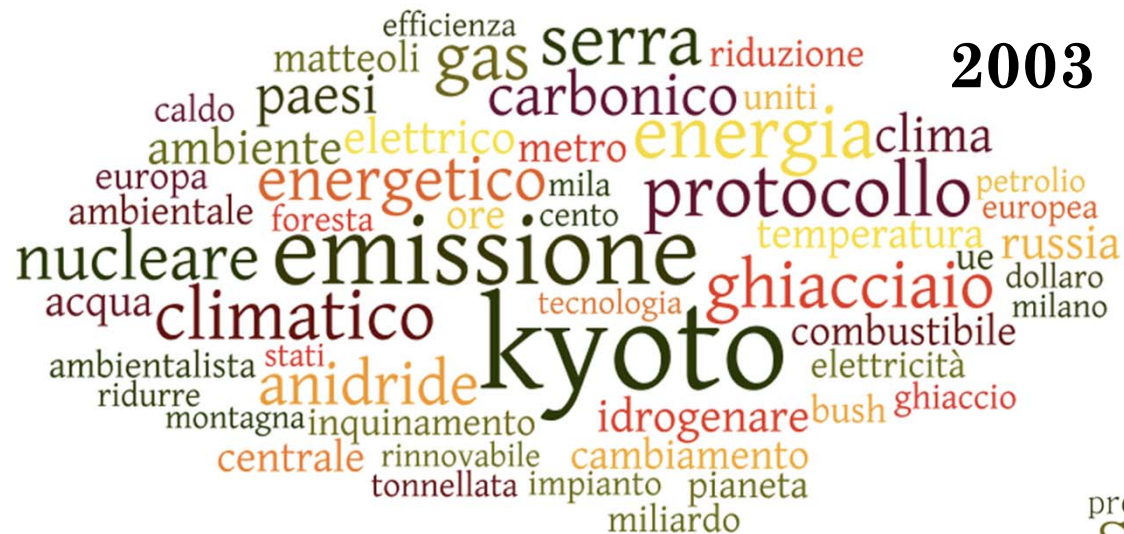 efficienza
matteoli gas serra riduzione 2003
caldo paesi carbonico uniti
ambiente elettrico metro energia clima
europa energetico mila protocollo petrolio
ambientale foresta ore cento europea
nucleare emissione temperatura russia
acqua climatico tecnologia ghiacciaio ue dollaro
milano
kyoto combustibile
ambientalista stati elettricità
ridurre anidride idrogenare bush ghiaccio
montagna inquinamento
centrale rinnovabile cambiamento
tonnellata impianto pianeta
miliardo